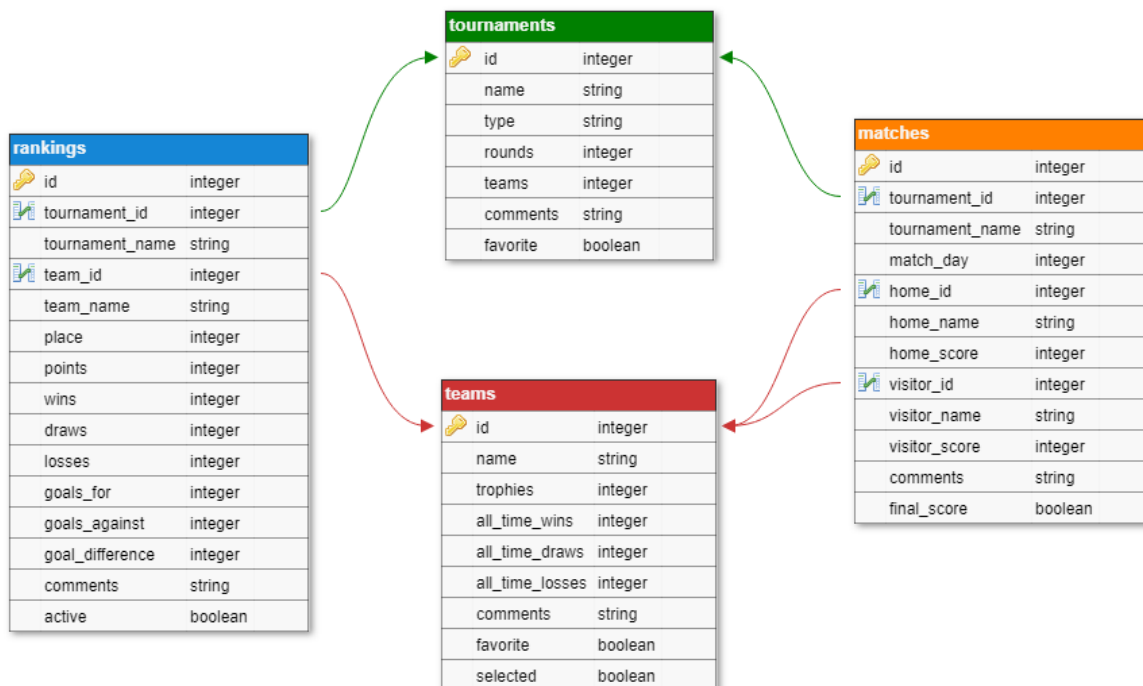 tournaments
id integer
name string
type string
rounds integer
teams integer
comments string
favorite boolean
rankings
id integer
tournament_id integer
tournament_name string
team_id integer
team_name string
place integer
points integer
wins integer
draws integer
losses integer
goals_for integer
goals_against integer
goal_difference integer
comments string
active boolean
teams
id integer
name string
trophies integer
all_time_wins integer
all_time_draws integer
all_time_losses integer
comments string
favorite boolean
selected boolean
matches
id integer
tournament_id integer
tournament_name string
match_day integer
home_id integer
home_name string
home_score integer
visitor_id integer
visitor_name string
visitor_score integer
comments string
final_score boolean